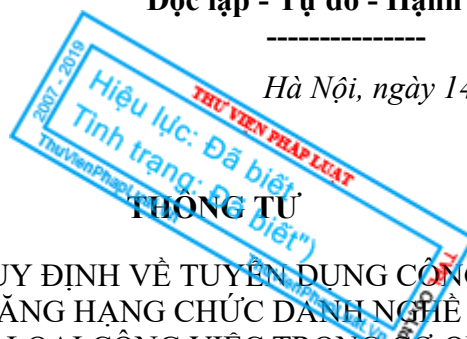 Độc lập - Tự do - Hạnh
---------------
Hà Nội, ngày 14
2007 - 2019
THƯ VIỆN PHÁP LUẬT
Hiệu lực: Đã biết
Tình trạng: Đã biết")
ThuVienPhapLuat.vn
THÔNG TƯ
UY ĐỊNH VỀ TUYỂN DỤNG CÔNG
ĂNG HẠNG CHỨC DANH NGHỀ
LOẠI CÔNG VIỆC TRONG